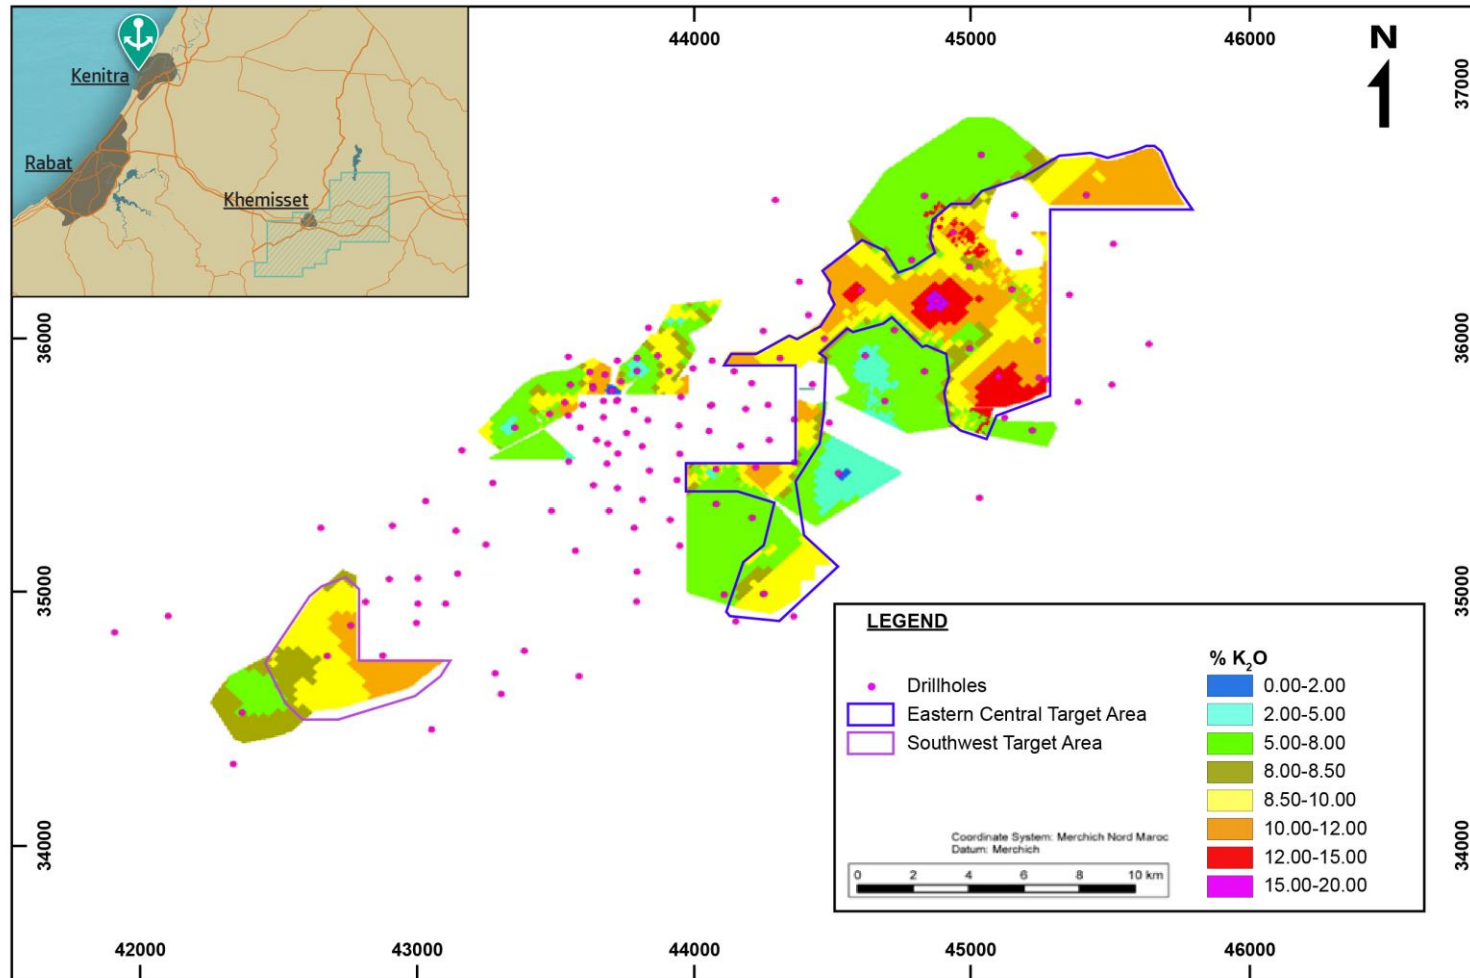 44000
45000
46000
N
37000
Kenitra
Rabat
Khemisset
36000
36000
35000
35000
LEGEND
% K₂O
Drillholes
Eastern Central Target Area
Southwest Target Area
0.00-2.00
2.00-5.00
5.00-8.00
8.00-8.50
8.50-10.00
10.00-12.00
12.00-15.00
15.00-20.00
Coordinate System: Merchich Nord Maroc
Datum: Merchich
0 2 4 6 8 10 km
34000
34000
42000
43000
44000
45000
46000